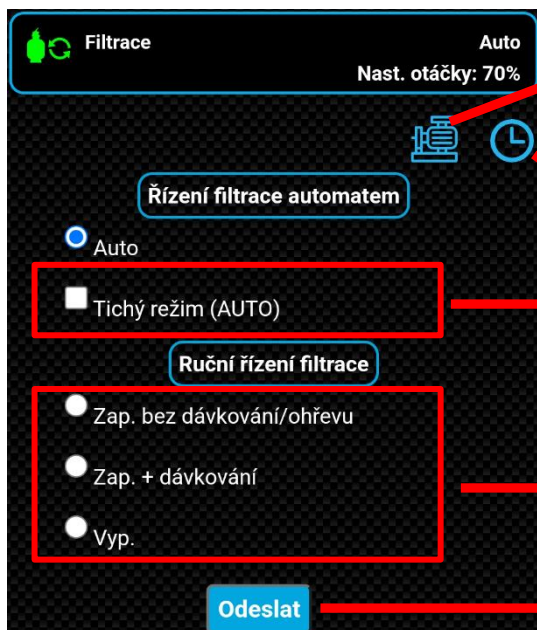 Filtrace
Auto
Nast. otáčky: 70%
Řízení filtrace automatem
Auto
Tichý režim (AUTO)
Ruční řízení filtrace
Zap. bez dávkování/ohřevu
Zap. + dávkování
Vyp.
Odeslat